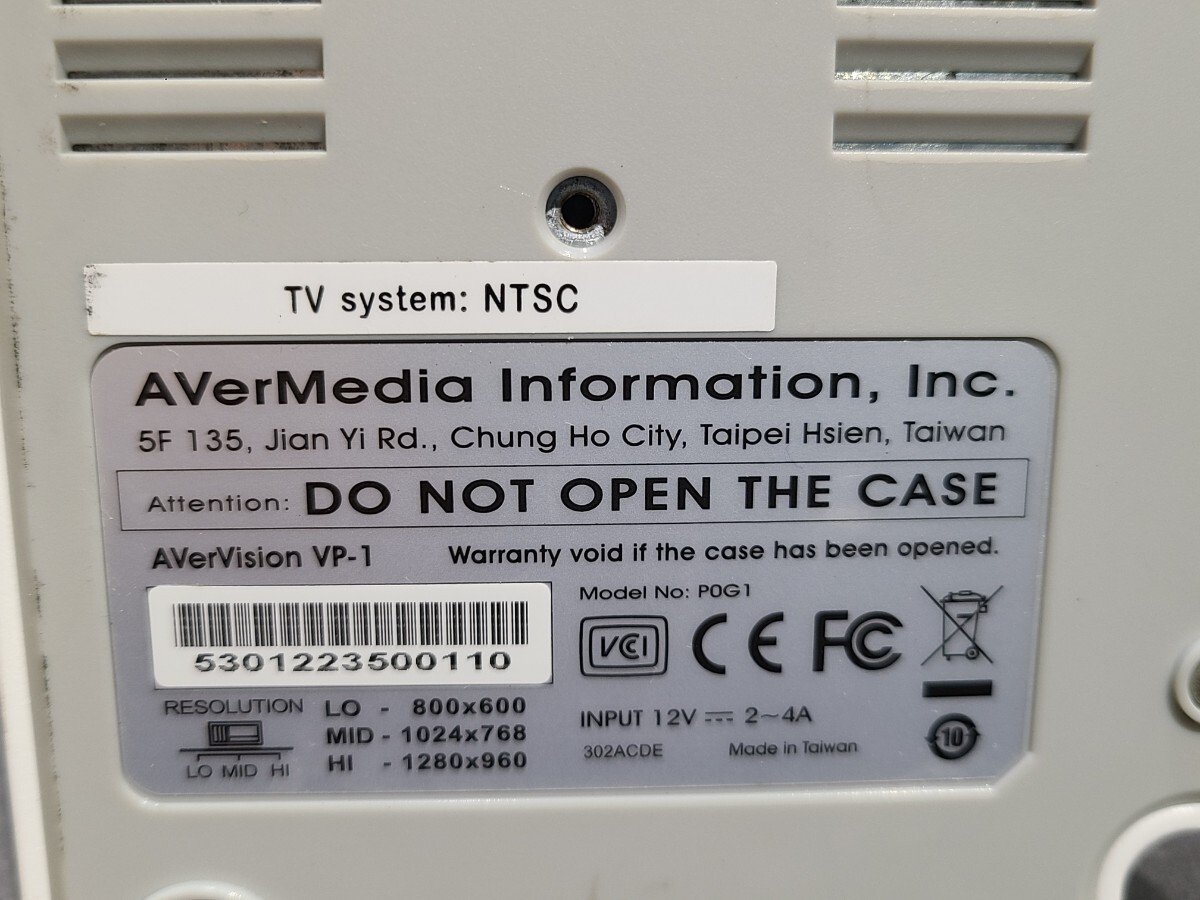 TV system: NTSC
AVerMedia Information, Inc.
5F 135, Jian Yi Rd., Chung Ho City, Taipei Hsien, Taiwan
Attention: DO NOT OPEN THE CASE
AVerVision VP-1 Warranty void if the case has been opened.
Model No: P0G1
5301223500110
VCI CE FC
RESOLUTION LO - 800x600
MID - 1024x768
HI - 1280x960
LO MID HI
INPUT 12V ⎓ 2~4A
302ACDE Made in Taiwan
10